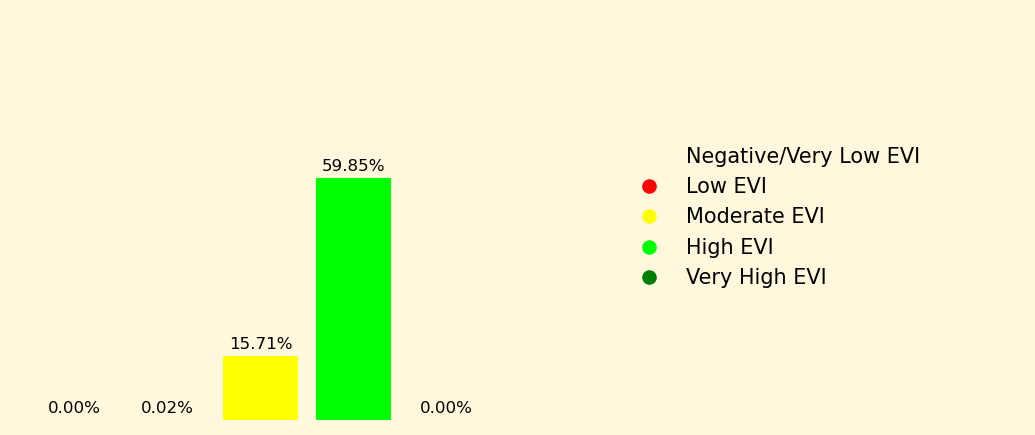 59.85%
15.71%
0.00%
0.02%
0.00%
Negative/Very Low EVI
Low EVI
Moderate EVI
High EVI
Very High EVI